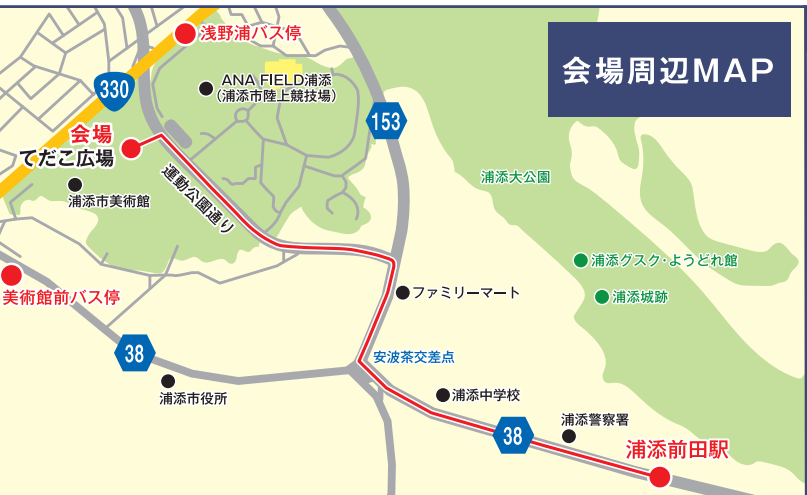 浅野浦バス停
会場周辺MAP
ANA FIELD浦添
(浦添市陸上競技場)
330
153
会場
てだこ広場
浦添市美術館
運動公園通り
浦添大公園
浦添グスク・ようどれ館
浦添城跡
美術館前バス停
ファミリーマート
38
安波茶交差点
浦添市役所
浦添中学校
浦添警察署
38
浦添前田駅